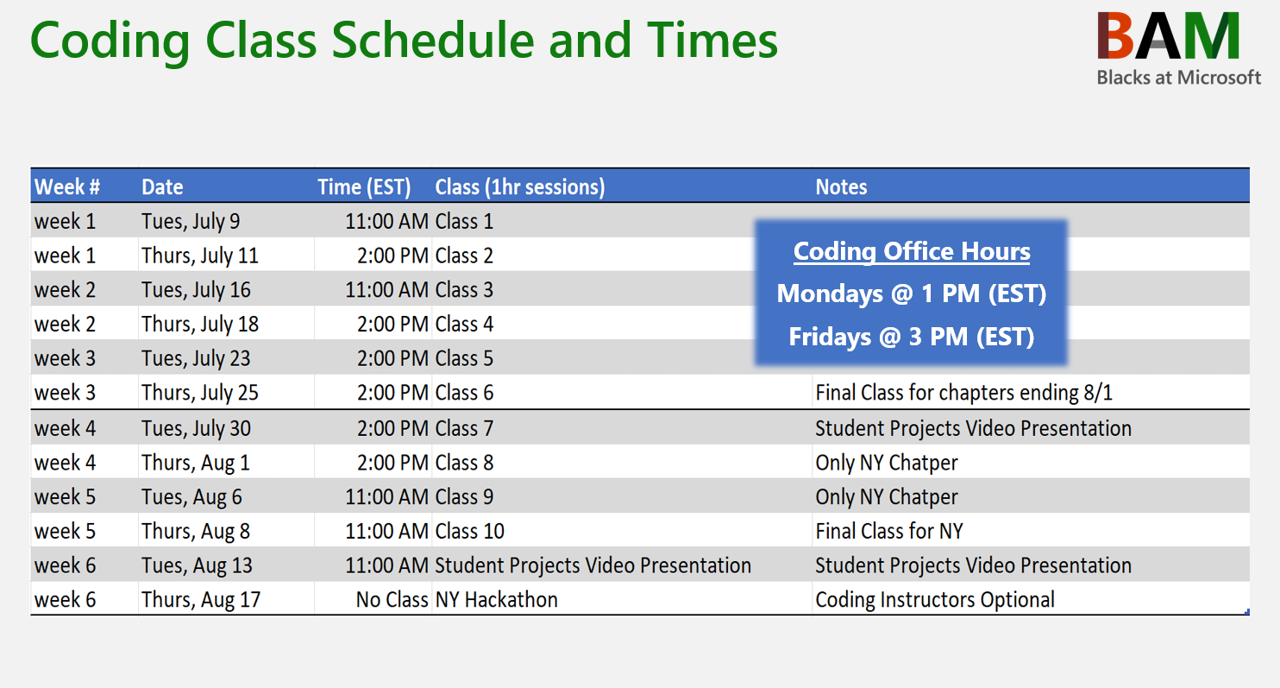 Coding Class Schedule and Times
BAM
Blacks at Microsoft
Week # Date Time (EST) Class (1hr sessions) Notes
week 1 Tues, July 9 11:00 AM Class 1
week 1 Thurs, July 11 2:00 PM Class 2
week 2 Tues, July 16 11:00 AM Class 3
week 2 Thurs, July 18 2:00 PM Class 4
week 3 Tues, July 23 2:00 PM Class 5
Coding Office Hours
Mondays @ 1 PM (EST)
Fridays @ 3 PM (EST)
week 3 Thurs, July 25 2:00 PM Class 6 Final Class for chapters ending 8/1
week 4 Tues, July 30 2:00 PM Class 7 Student Projects Video Presentation
week 4 Thurs, Aug 1 2:00 PM Class 8 Only NY Chatper
week 5 Tues, Aug 6 11:00 AM Class 9 Only NY Chatper
week 5 Thurs, Aug 8 11:00 AM Class 10 Final Class for NY
week 6 Tues, Aug 13 11:00 AM Student Projects Video Presentation Student Projects Video Presentation
week 6 Thurs, Aug 17 No Class NY Hackathon Coding Instructors Optional